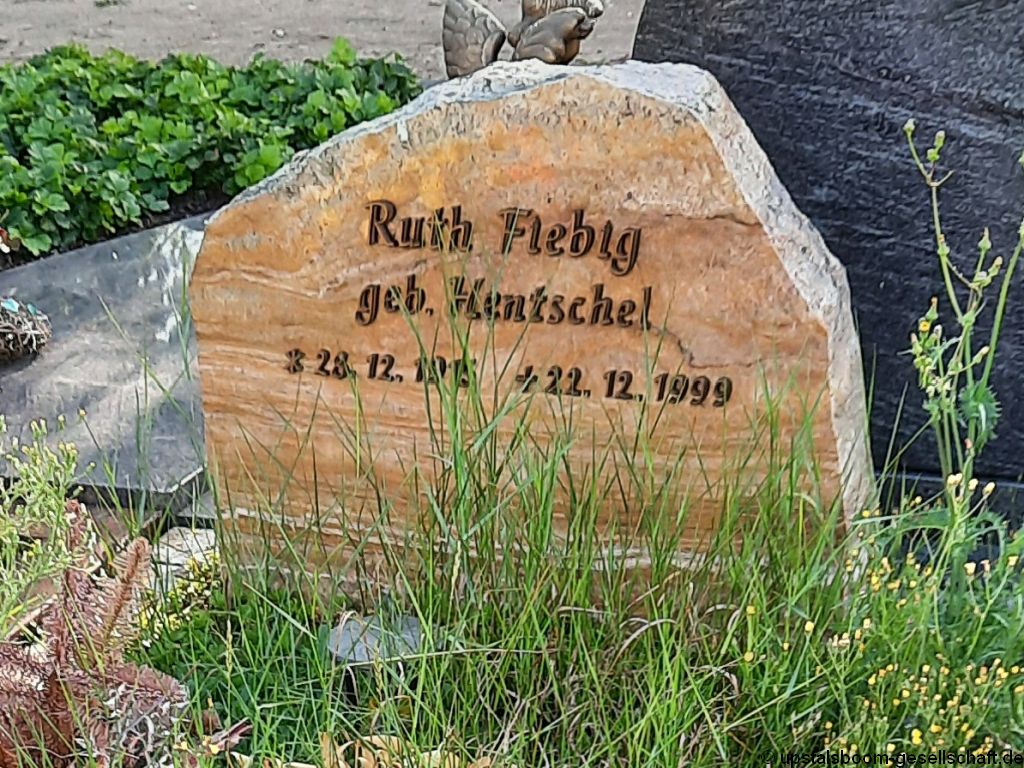 Ruth Fiebig
geb. Hentschel
* 28. 12. + 22. 12. 1999
© upstalsboom-gesellschaft.de